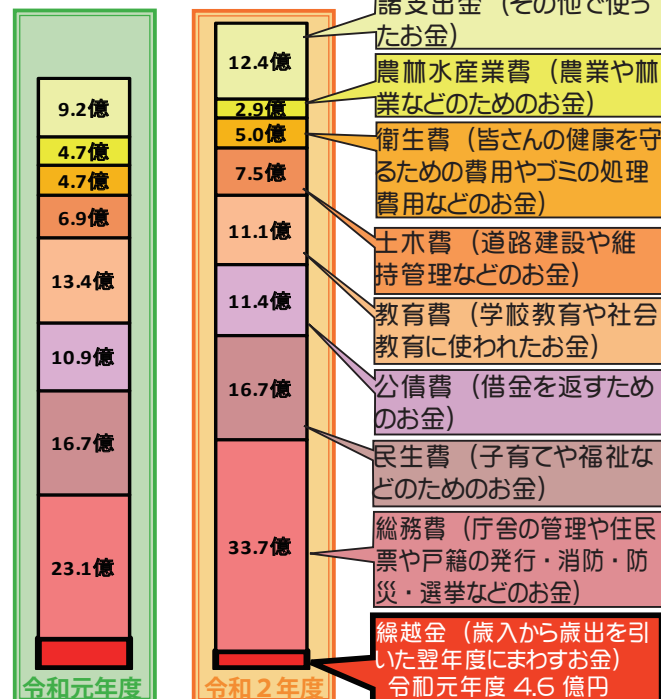 諸支出金（その他で使っ
たお金）
12.4億
9.2億
農林水産業費（農業や林
業などのためのお金）
2.9億
4.7億
5.0億
衛生費（皆さんの健康を守
るための費用やゴミの処理
費用などのお金）
4.7億
7.5億
6.9億
土木費（道路建設や維
持管理などのお金）
11.1億
13.4億
教育費（学校教育や社会
教育に使われたお金）
11.4億
10.9億
公債費（借金を返すため
のお金）
16.7億
16.7億
民生費（子育てや福祉な
どのためのお金）
33.7億
23.1億
総務費（庁舎の管理や住民
票や戸籍の発行・消防・防
災・選挙などのお金）
繰越金（歳入から歳出を引
いた翌年度にまわすお金）
令和元年度 4.6 億円
令和元年度
令和２年度